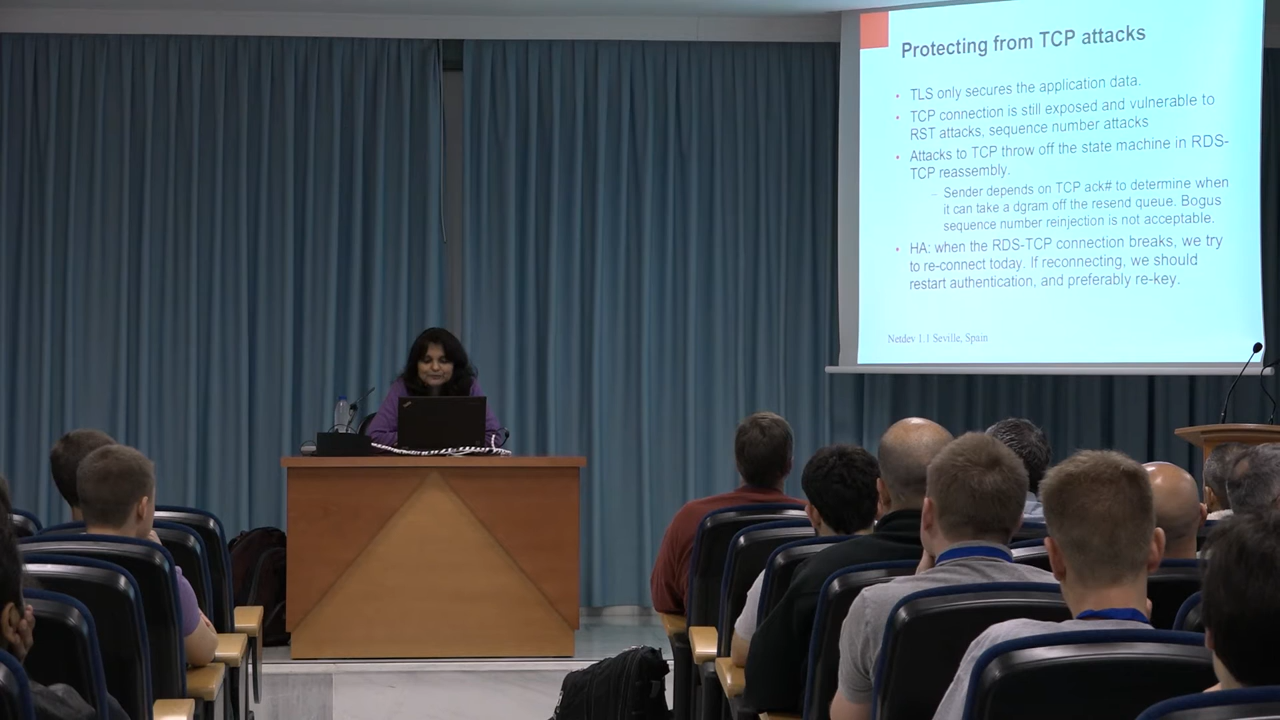 Protecting from TCP attacks
• TLS only secures the application data.
• TCP connection is still exposed and vulnerable to
RST attacks, sequence number attacks
• Attacks to TCP throw off the state machine in RDS-
TCP reassembly.
– Sender depends on TCP ack# to determine when
it can take a dgram off the resend queue. Bogus
sequence number reinjection is not acceptable.
• HA: when the RDS-TCP connection breaks, we try
to re-connect today. If reconnecting, we should
restart authentication, and preferably re-key.
Netdev 1.1 Seville, Spain